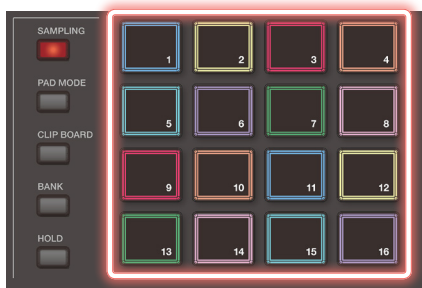 SAMPLING
PAD MODE
CLIP BOARD
BANK
HOLD
1 2 3 4
5 6 7 8
9 10 11 12
13 14 15 16